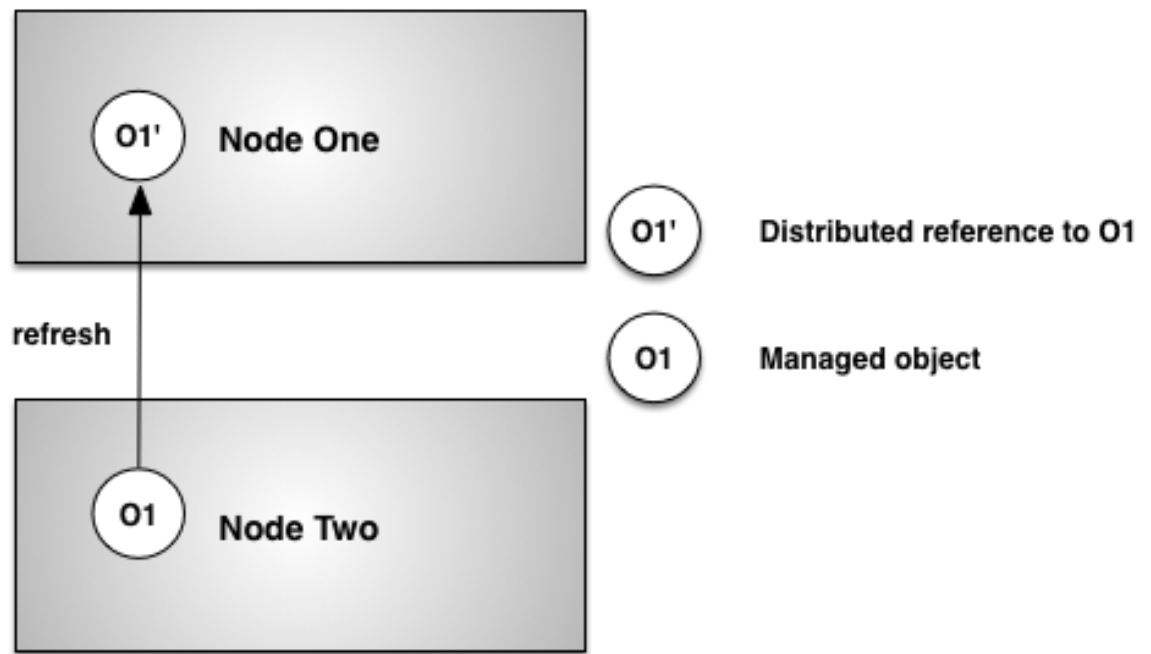 O1'
Node One
O1'
Distributed reference to O1
refresh
O1
Managed object
O1
Node Two